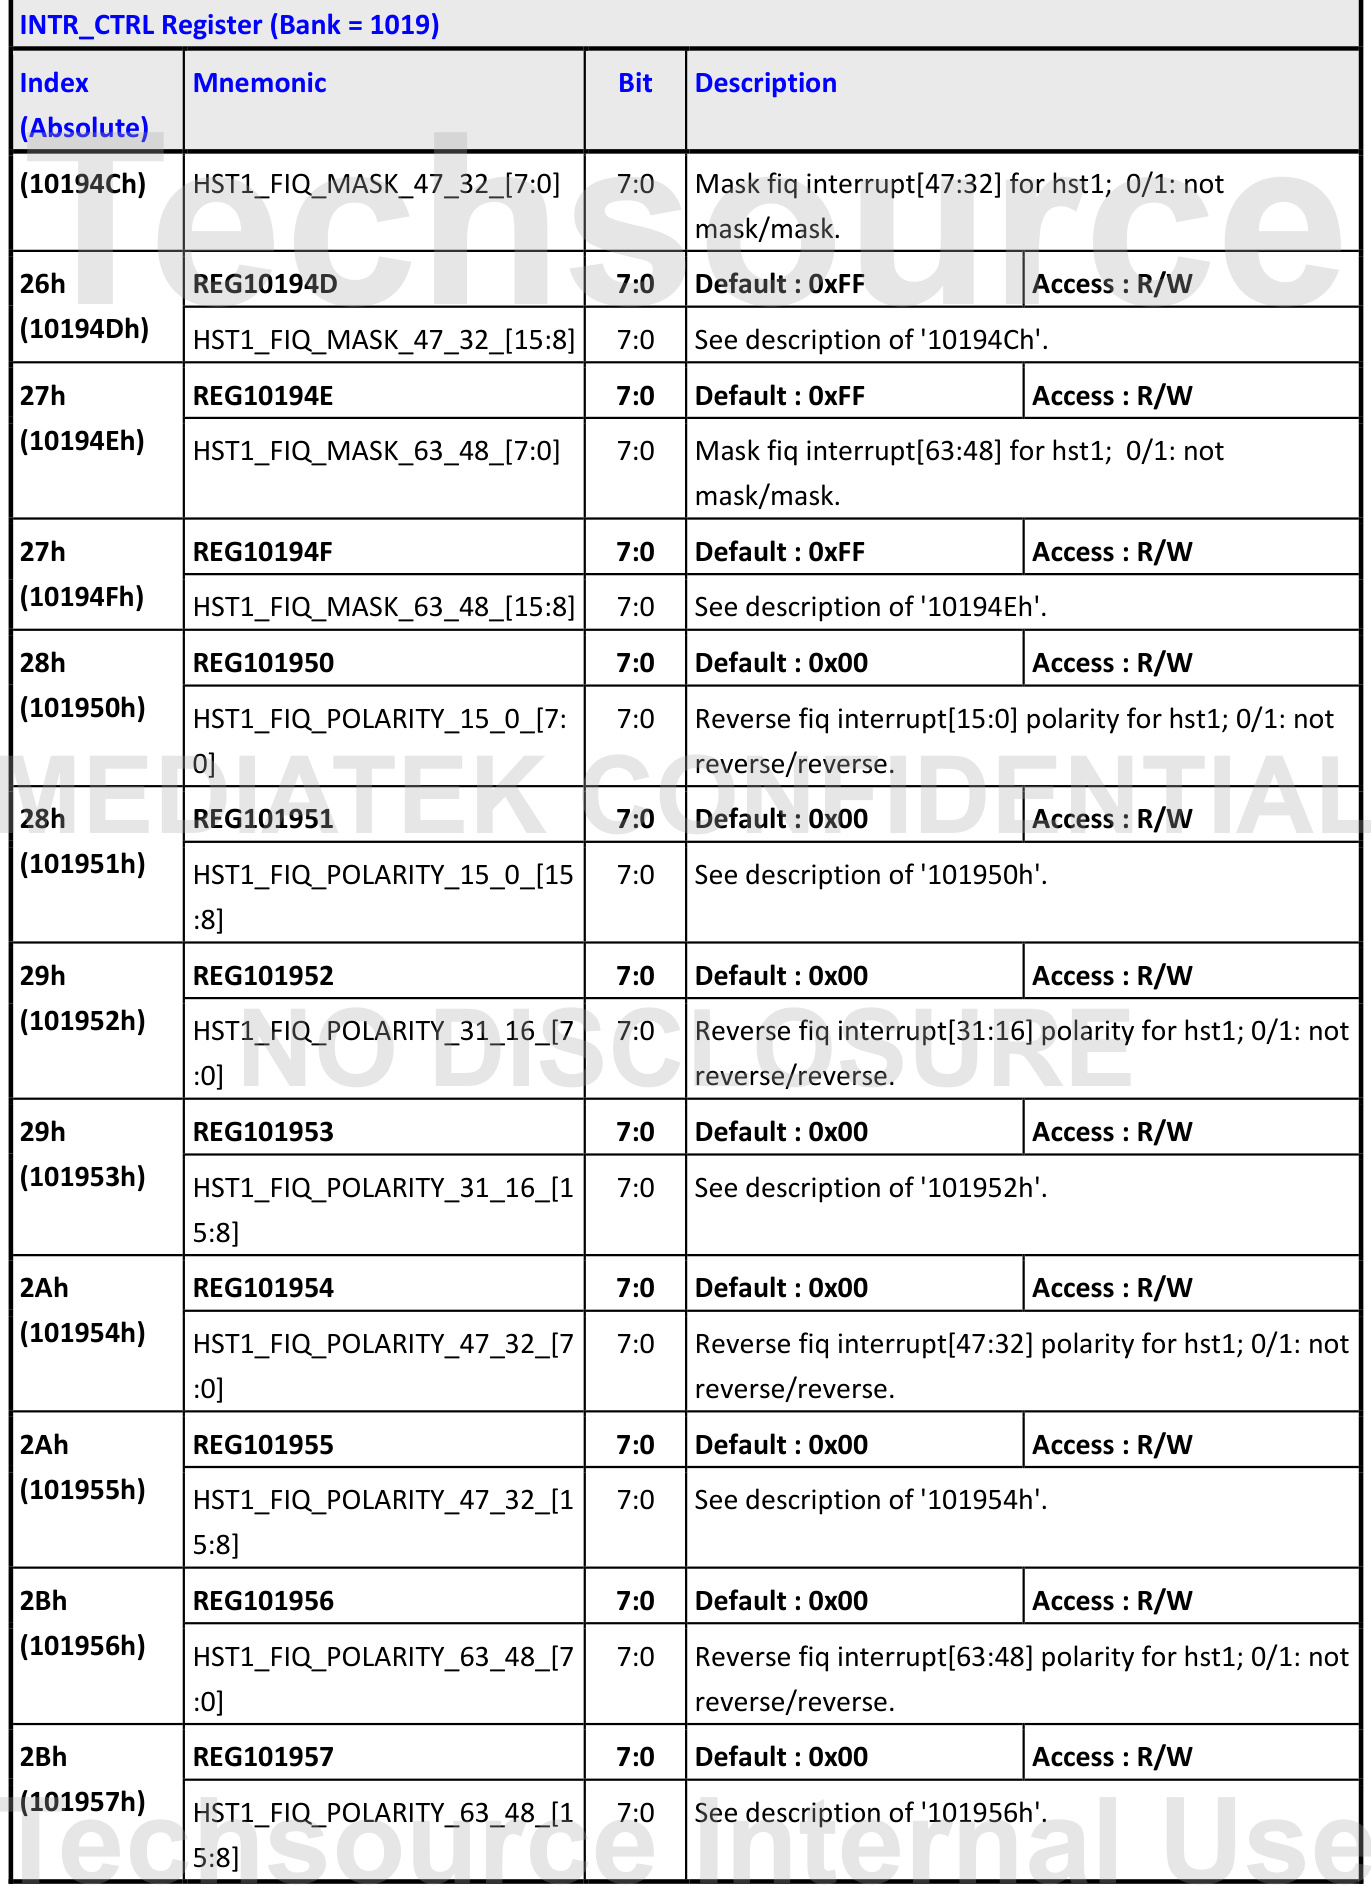 INTR_CTRL Register (Bank = 1019)
Index (Absolute) Mnemonic Bit Description
(10194Ch) HST1_FIQ_MASK_47_32_[7:0] 7:0 Mask fiq interrupt[47:32] for hst1;  0/1: not
mask/mask.
26h REG10194D 7:0 Default : 0xFF Access : R/W
(10194Dh) HST1_FIQ_MASK_47_32_[15:8] 7:0 See description of '10194Ch'.
27h REG10194E 7:0 Default : 0xFF Access : R/W
(10194Eh) HST1_FIQ_MASK_63_48_[7:0] 7:0 Mask fiq interrupt[63:48] for hst1;  0/1: not
mask/mask.
27h REG10194F 7:0 Default : 0xFF Access : R/W
(10194Fh) HST1_FIQ_MASK_63_48_[15:8] 7:0 See description of '10194Eh'.
28h REG101950 7:0 Default : 0x00 Access : R/W
(101950h) HST1_FIQ_POLARITY_15_0_[7: 7:0 Reverse fiq interrupt[15:0] polarity for hst1; 0/1: not
0] reverse/reverse.
28h REG101951 7:0 Default : 0x00 Access : R/W
(101951h) HST1_FIQ_POLARITY_15_0_[15 7:0 See description of '101950h'.
:8]
29h REG101952 7:0 Default : 0x00 Access : R/W
(101952h) HST1_FIQ_POLARITY_31_16_[7 7:0 Reverse fiq interrupt[31:16] polarity for hst1; 0/1: not
:0] reverse/reverse.
29h REG101953 7:0 Default : 0x00 Access : R/W
(101953h) HST1_FIQ_POLARITY_31_16_[1 7:0 See description of '101952h'.
5:8]
2Ah REG101954 7:0 Default : 0x00 Access : R/W
(101954h) HST1_FIQ_POLARITY_47_32_[7 7:0 Reverse fiq interrupt[47:32] polarity for hst1; 0/1: not
:0] reverse/reverse.
2Ah REG101955 7:0 Default : 0x00 Access : R/W
(101955h) HST1_FIQ_POLARITY_47_32_[1 7:0 See description of '101954h'.
5:8]
2Bh REG101956 7:0 Default : 0x00 Access : R/W
(101956h) HST1_FIQ_POLARITY_63_48_[7 7:0 Reverse fiq interrupt[63:48] polarity for hst1; 0/1: not
:0] reverse/reverse.
2Bh REG101957 7:0 Default : 0x00 Access : R/W
(101957h) HST1_FIQ_POLARITY_63_48_[1 7:0 See description of '101956h'.
5:8]
Techsource
MEDIATEK CONFIDENTIAL
NO DISCLOSURE
Techsource Internal Use